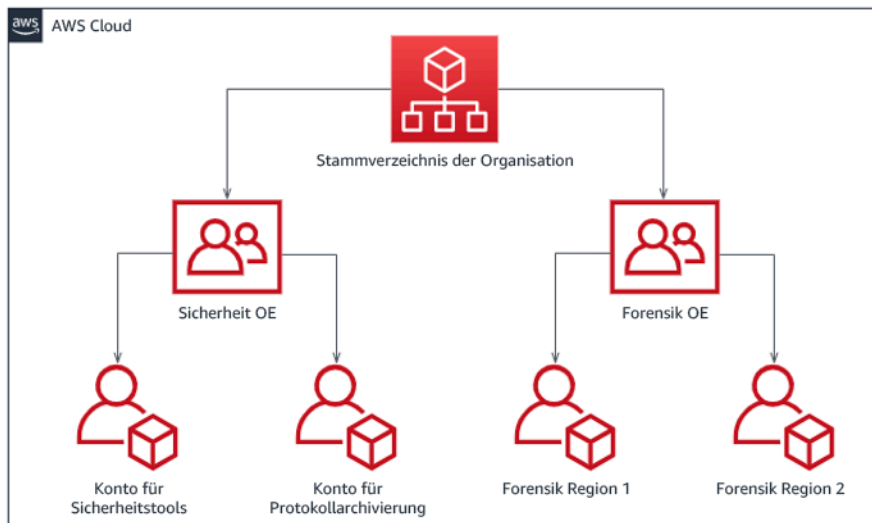 aws
AWS Cloud
Stammverzeichnis der Organisation
Sicherheit OE
Forensik OE
Konto für
Sicherheitstools
Konto für
Protokollarchivierung
Forensik Region 1
Forensik Region 2